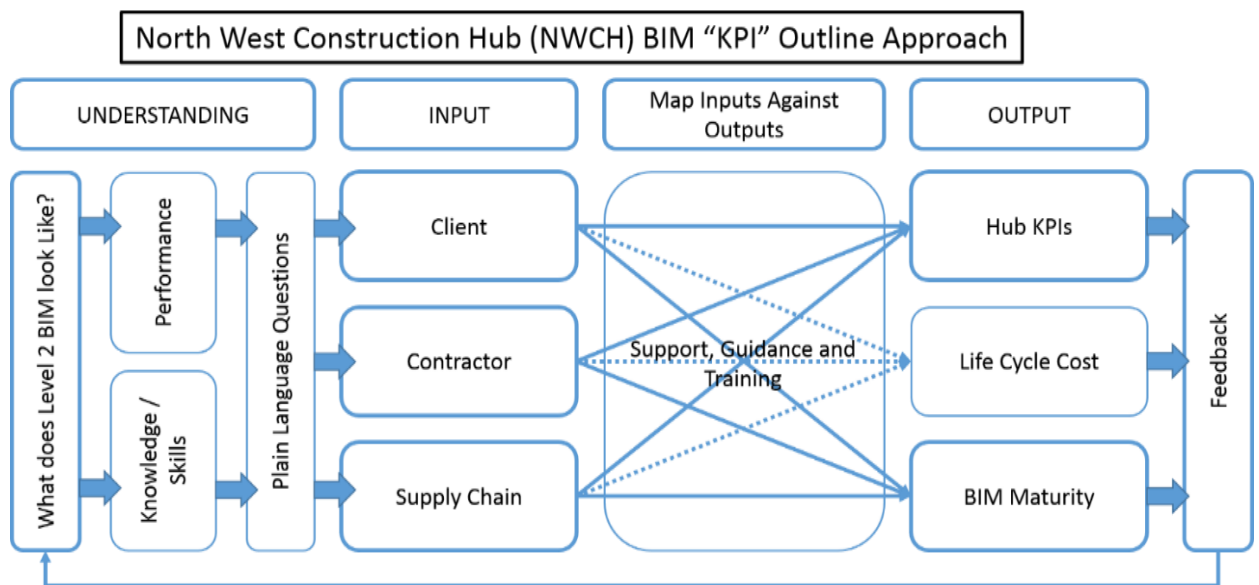 North West Construction Hub (NWCH) BIM “KPI” Outline Approach
UNDERSTANDING
INPUT
Map Inputs Against
Outputs
OUTPUT
What does Level 2 BIM look Like?
Performance
Knowledge /
Skills
Plain Language Questions
Client
Contractor
Supply Chain
Support, Guidance and
Training
Hub KPIs
Life Cycle Cost
BIM Maturity
Feedback